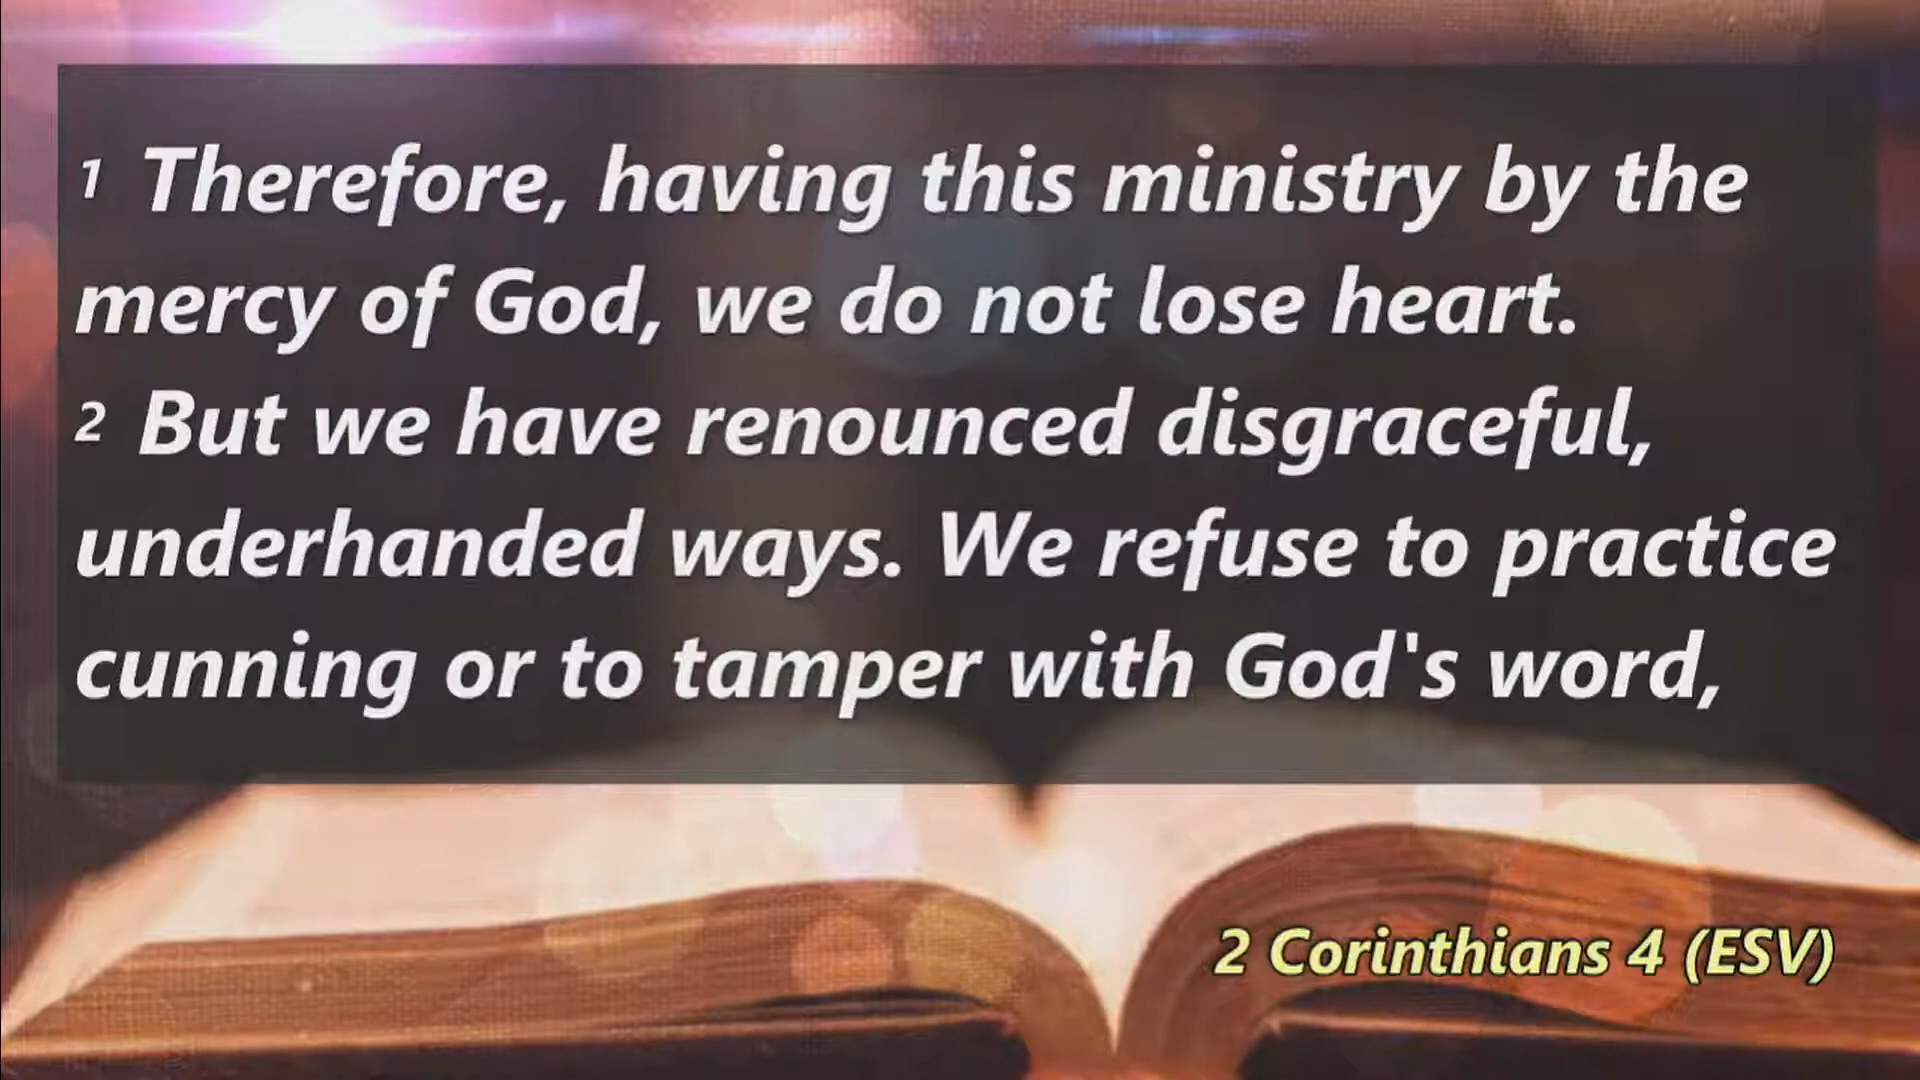 1 Therefore, having this ministry by the
mercy of God, we do not lose heart.
2 But we have renounced disgraceful,
underhanded ways. We refuse to practice
cunning or to tamper with God's word,
2 Corinthians 4 (ESV)